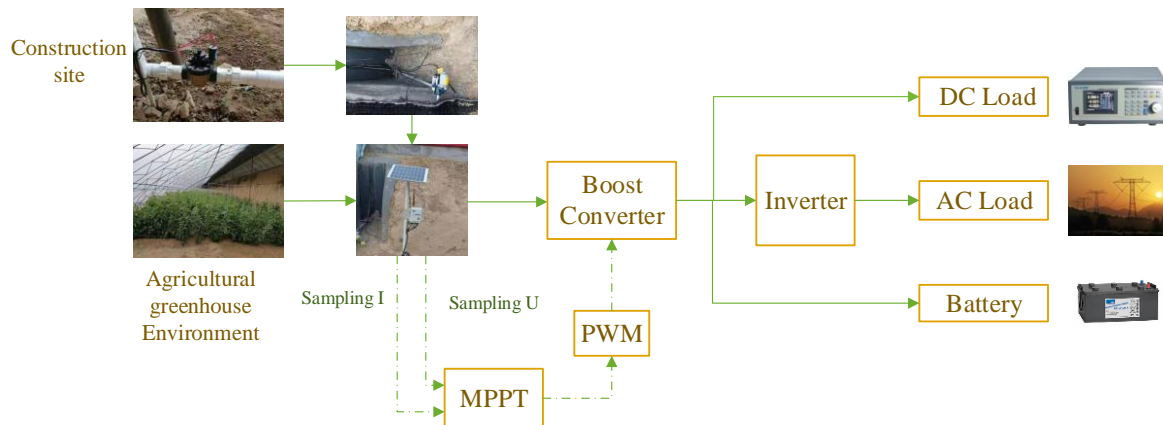 Construction
site
DC Load
Boost
Converter
Inverter
AC Load
Agricultural
greenhouse
Environment
Sampling I
Sampling U
Battery
PWM
MPPT